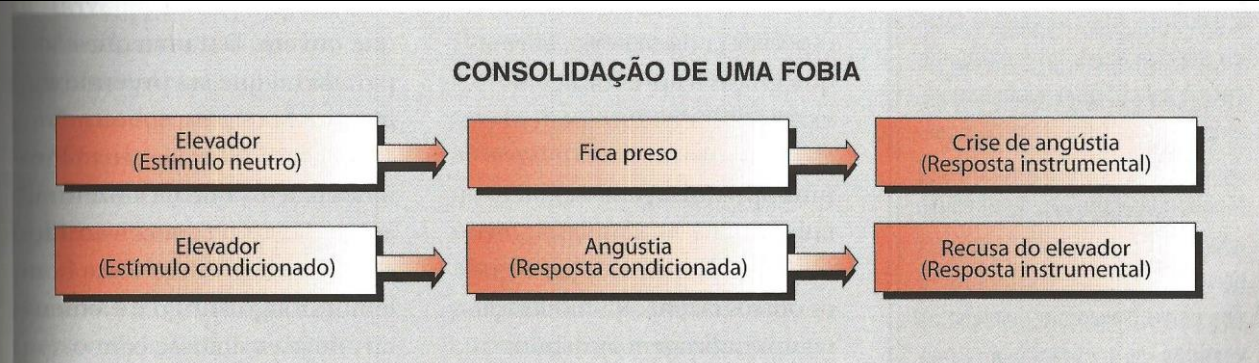 CONSOLIDAÇÃO DE UMA FOBIA
Elevador
(Estímulo neutro)
Fica preso
Crise de angústia
(Resposta instrumental)
Elevador
(Estímulo condicionado)
Angústia
(Resposta condicionada)
Recusa do elevador
(Resposta instrumental)